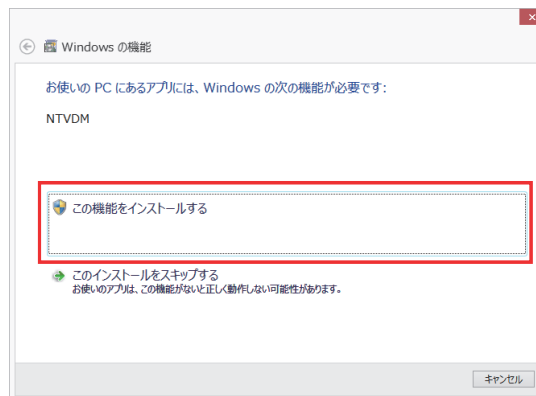 Windows の機能
お使いの PC にあるアプリには、Windows の次の機能が必要です:
NTVDM
この機能をインストールする
このインストールをスキップする
お使いのアプリは、この機能がないと正しく動作しない可能性があります。
キャンセル